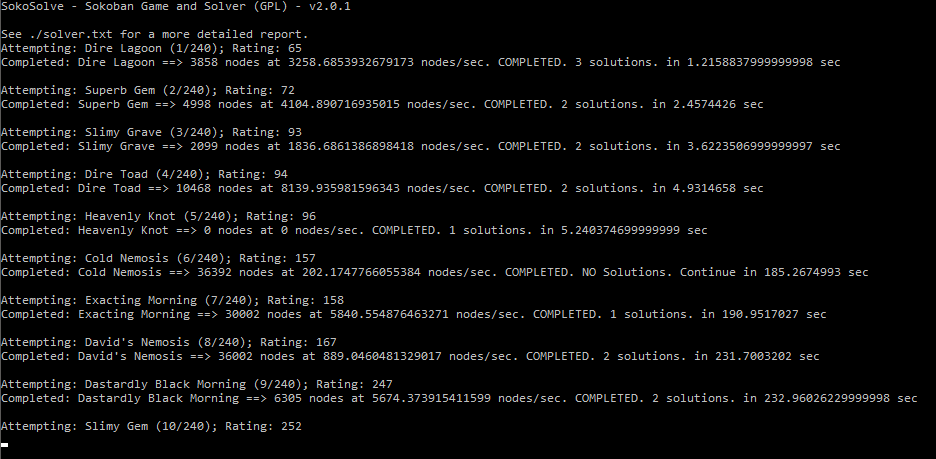 SokoSolve - Sokoban Game and Solver (GPL) - v2.0.1
See ./solver.txt for a more detailed report.
Attempting: Dire Lagoon (1/240); Rating: 65
Completed: Dire Lagoon ==> 3858 nodes at 3258.6853932679173 nodes/sec. COMPLETED. 3 solutions. in 1.2158837999999998 sec
Attempting: Superb Gem (2/240); Rating: 72
Completed: Superb Gem ==> 4998 nodes at 4104.890716935015 nodes/sec. COMPLETED. 2 solutions. in 2.4574426 sec
Attempting: Slimy Grave (3/240); Rating: 93
Completed: Slimy Grave ==> 2099 nodes at 1836.6861386898418 nodes/sec. COMPLETED. 2 solutions. in 3.6223506999999997 sec
Attempting: Dire Toad (4/240); Rating: 94
Completed: Dire Toad ==> 10468 nodes at 8139.935981596343 nodes/sec. COMPLETED. 2 solutions. in 4.9314658 sec
Attempting: Heavenly Knot (5/240); Rating: 96
Completed: Heavenly Knot ==> 0 nodes at 0 nodes/sec. COMPLETED. 1 solutions. in 5.240374699999999 sec
Attempting: Cold Nemosis (6/240); Rating: 157
Completed: Cold Nemosis ==> 36392 nodes at 202.1747766055384 nodes/sec. COMPLETED. NO Solutions. Continue in 185.2674993 sec
Attempting: Exacting Morning (7/240); Rating: 158
Completed: Exacting Morning ==> 30002 nodes at 5840.554876463271 nodes/sec. COMPLETED. 1 solutions. in 190.9517027 sec
Attempting: David's Nemosis (8/240); Rating: 167
Completed: David's Nemosis ==> 36002 nodes at 889.0460481329017 nodes/sec. COMPLETED. 2 solutions. in 231.7003202 sec
Attempting: Dastardly Black Morning (9/240); Rating: 247
Completed: Dastardly Black Morning ==> 6305 nodes at 5674.373915411599 nodes/sec. COMPLETED. 2 solutions. in 232.96026229999998 sec
Attempting: Slimy Gem (10/240); Rating: 252